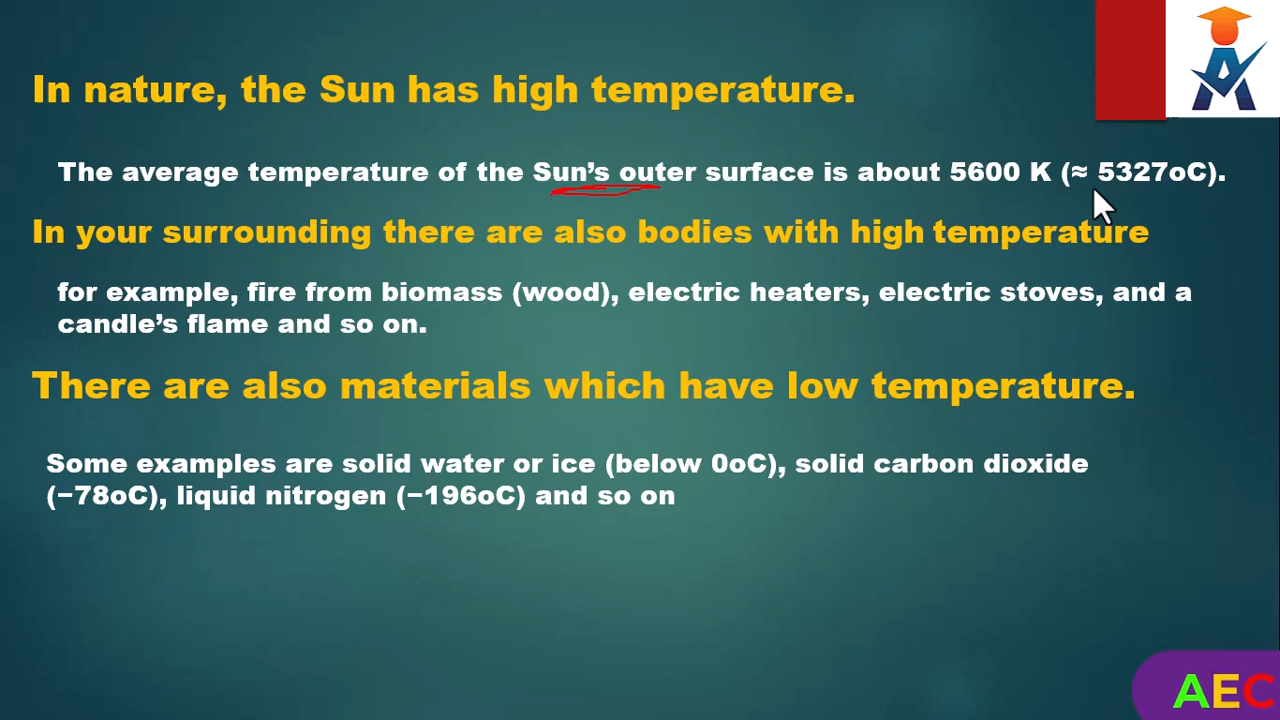 In nature, the Sun has high temperature.
The average temperature of the Sun's outer surface is about 5600 K (≈ 5327oC).
In your surrounding there are also bodies with high temperature
for example, fire from biomass (wood), electric heaters, electric stoves, and a
candle's flame and so on.
There are also materials which have low temperature.
Some examples are solid water or ice (below 0oC), solid carbon dioxide
(−78oC), liquid nitrogen (−196oC) and so on
AEC